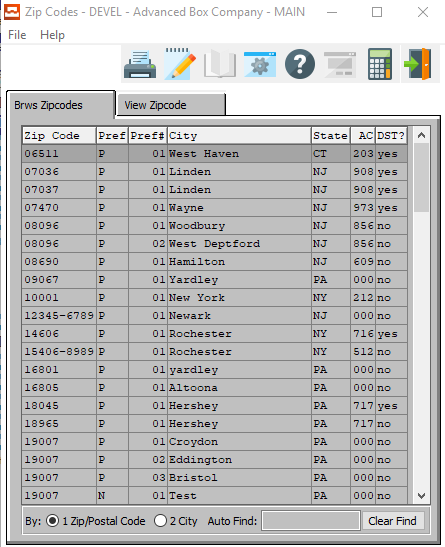 Zip Codes - DEVEL - Advanced Box Company - MAIN
File Help
Brws Zipcodes View Zipcode
Zip Code Pref Pref# City State AC DST?
06511 P 01 West Haven CT 203 yes
07036 P 01 Linden NJ 908 yes
07037 P 01 Linden NJ 908 yes
07470 P 01 Wayne NJ 973 yes
08096 P 01 Woodbury NJ 856 no
08096 P 02 West Deptford NJ 856 no
08690 P 01 Hamilton NJ 609 no
09067 P 01 Yardley PA 000 no
10001 P 01 New York NY 212 no
12345-6789 P 01 Newark NJ 000 no
14606 P 01 Rochester NY 716 yes
15406-8989 P 01 Rochester NY 512 no
16801 P 01 yardley PA 000 no
16805 P 01 Altoona PA 000 no
18045 P 01 Hershey PA 717 yes
18965 P 01 Hershey PA 717 no
19007 P 01 Croydon PA 000 no
19007 P 02 Eddington PA 000 no
19007 P 03 Bristol PA 000 no
19007 N 01 Test PA 000 no
By: 1 Zip/Postal Code 2 City Auto Find: Clear Find